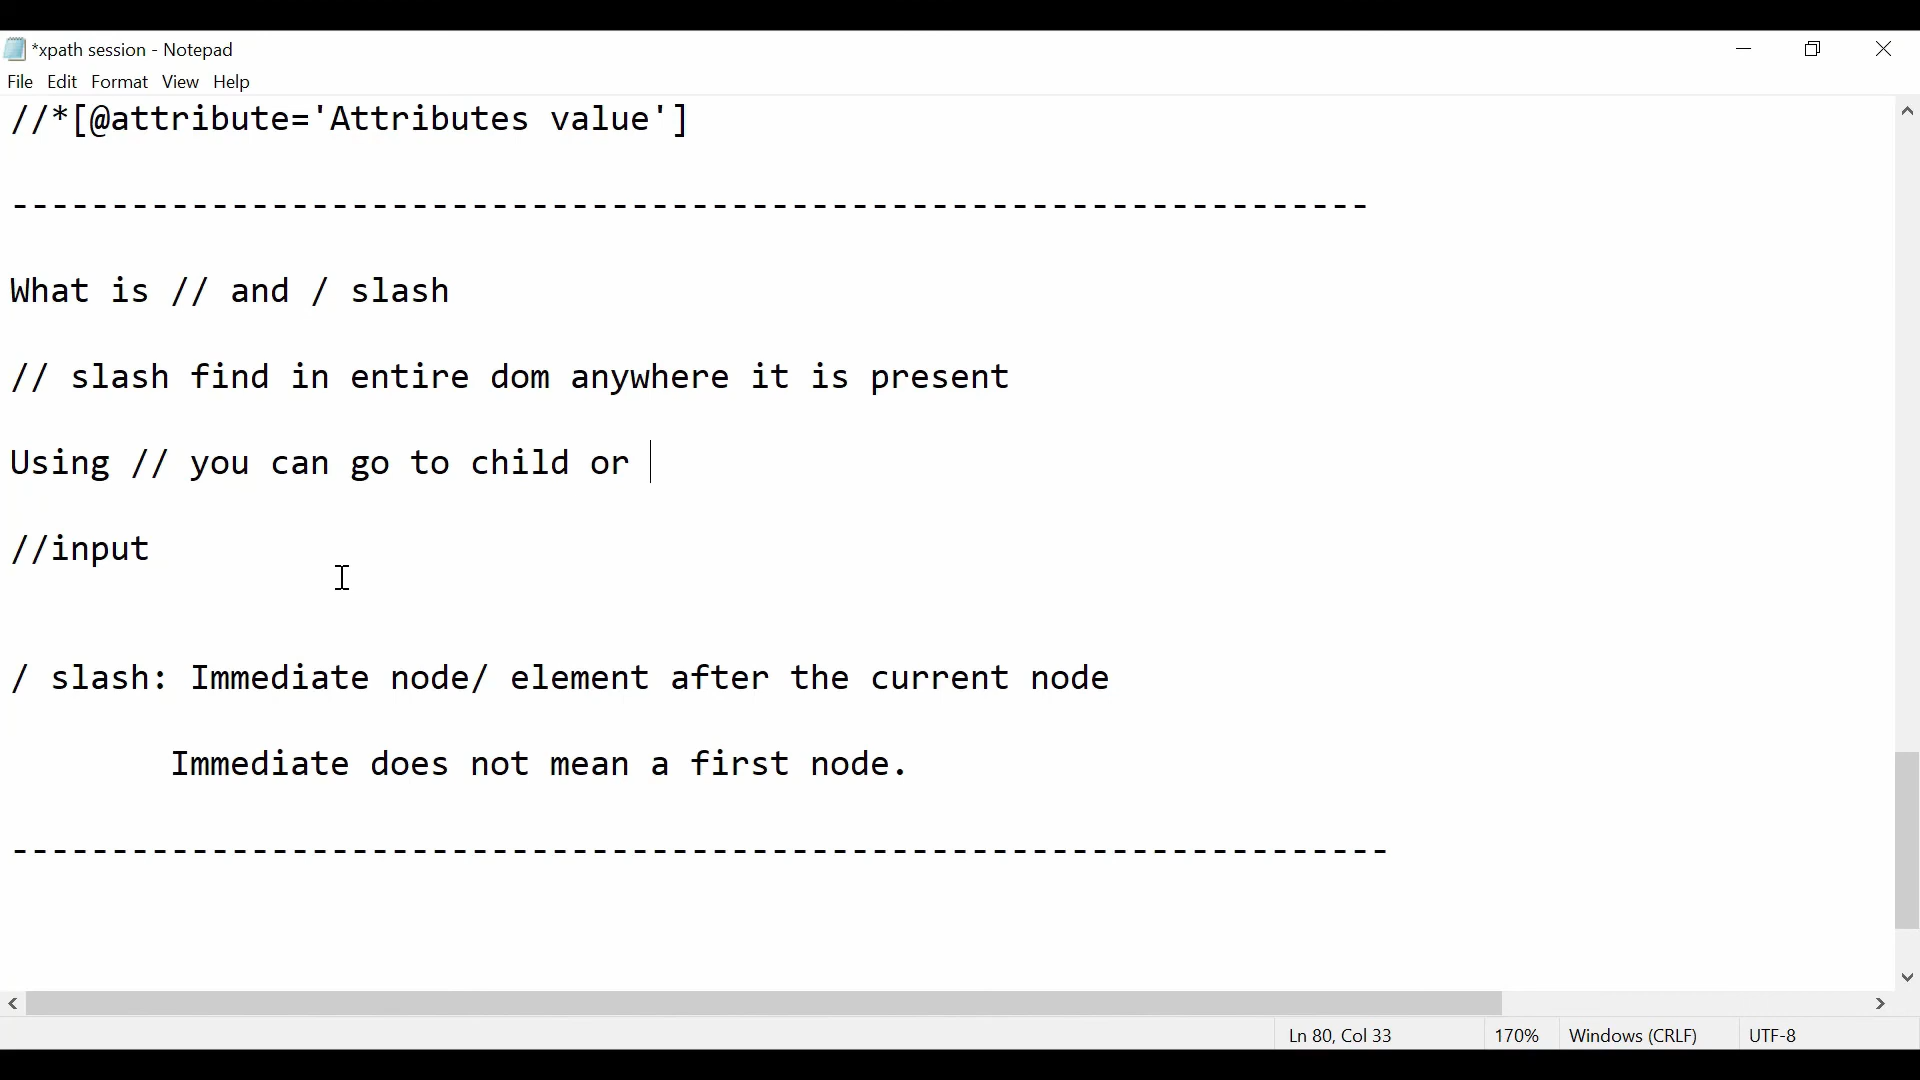 *xpath session - Notepad
File Edit Format View Help
//*[@attribute='Attributes value']
---------------------------------------------------------------------
What is // and / slash
// slash find in entire dom anywhere it is present
Using // you can go to child or
//input
/ slash: Immediate node/ element after the current node
Immediate does not mean a first node.
----------------------------------------------------------------------
Ln 80, Col 33 170% Windows (CRLF) UTF-8